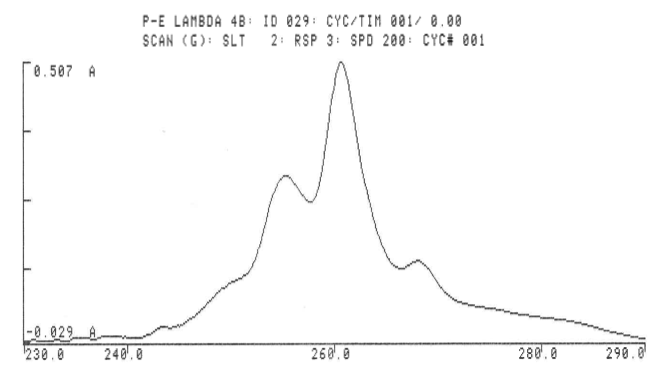 P-E LAMBDA 4B: ID 029: CYC/TIM 001/ 0.00
SCAN (G): SLT 2: RSP 3: SPD 200: CYC# 001
0.507 A
-0.029 A
230.0 240.0 260.0 280.0 290.0